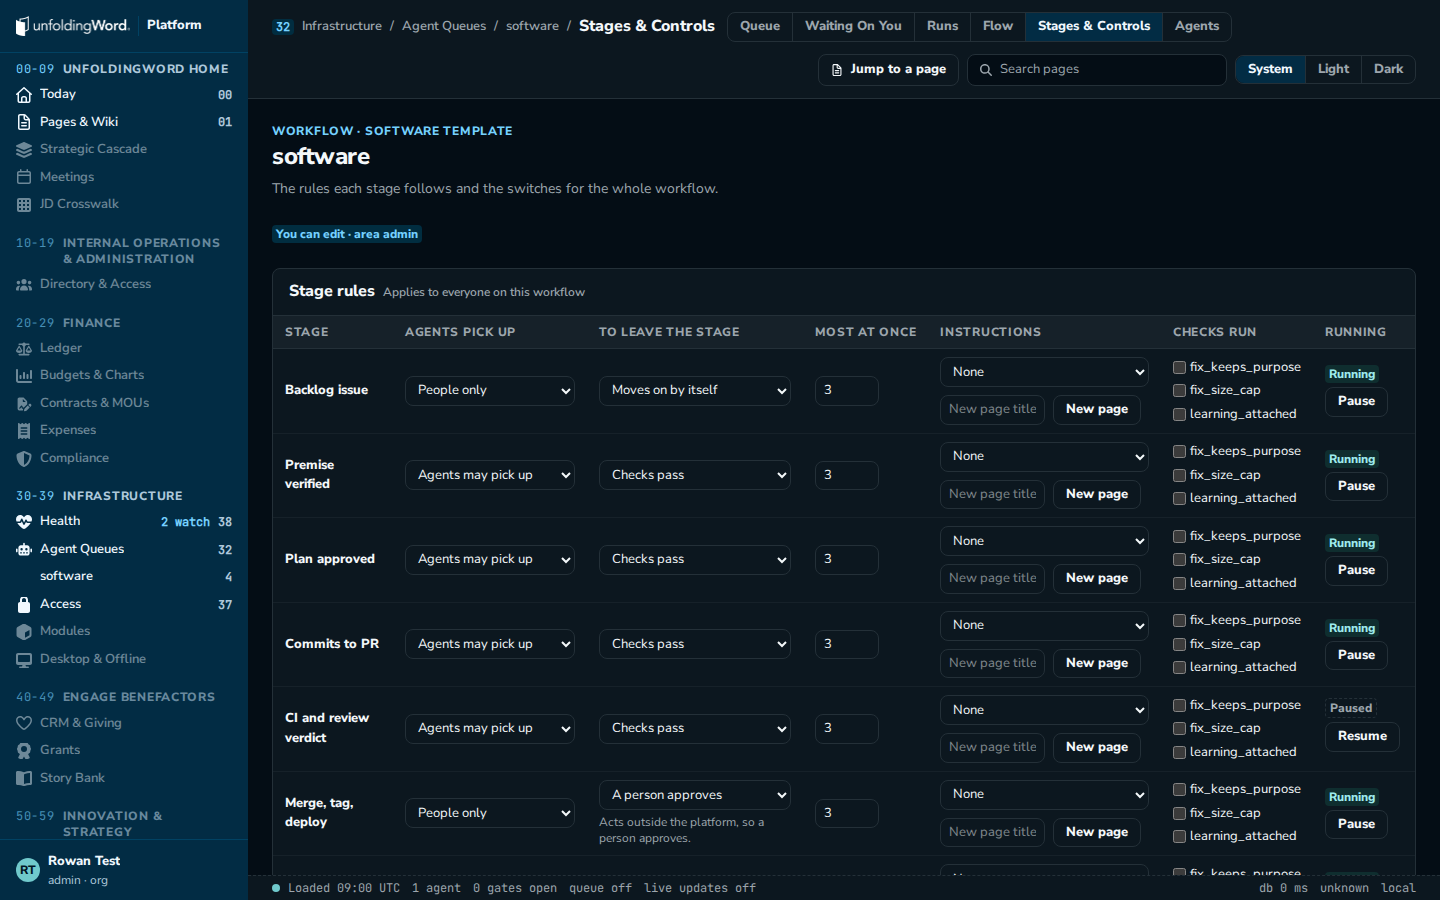 unfoldingWord® Platform
32 Infrastructure / Agent Queues / software / Stages & Controls
Queue Waiting On You Runs Flow Stages & Controls Agents
Jump to a page Search pages System Light Dark
00-09 UNFOLDINGWORD HOME
Today 00
Pages & Wiki 01
Strategic Cascade
Meetings
JD Crosswalk
10-19 INTERNAL OPERATIONS
& ADMINISTRATION
Directory & Access
20-29 FINANCE
Ledger
Budgets & Charts
Contracts & MOUs
Expenses
Compliance
30-39 INFRASTRUCTURE
Health 2 watch 38
Agent Queues 32
software 4
Access 37
Modules
Desktop & Offline
40-49 ENGAGE BENEFACTORS
CRM & Giving
Grants
Story Bank
50-59 INNOVATION &
STRATEGY
RT Rowan Test
admin · org
WORKFLOW · SOFTWARE TEMPLATE
software
The rules each stage follows and the switches for the whole workflow.
You can edit · area admin
Stage rules Applies to everyone on this workflow
STAGE AGENTS PICK UP TO LEAVE THE STAGE MOST AT ONCE INSTRUCTIONS CHECKS RUN RUNNING
Backlog issue People only Moves on by itself 3 None
New page title New page
fix_keeps_purpose
fix_size_cap
learning_attached
Running
Pause
Premise
verified
Agents may pick up Checks pass 3 None
New page title New page
fix_keeps_purpose
fix_size_cap
learning_attached
Running
Pause
Plan approved Agents may pick up Checks pass 3 None
New page title New page
fix_keeps_purpose
fix_size_cap
learning_attached
Running
Pause
Commits to PR Agents may pick up Checks pass 3 None
New page title New page
fix_keeps_purpose
fix_size_cap
learning_attached
Running
Pause
CI and review
verdict
Agents may pick up Checks pass 3 None
New page title New page
fix_keeps_purpose
fix_size_cap
learning_attached
Paused
Resume
Merge, tag,
deploy
People only A person approves
Acts outside the platform, so a
person approves.
3 None
New page title New page
fix_keeps_purpose
fix_size_cap
learning_attached
Running
Pause
fix_keeps_purpose
Loaded 09:00 UTC 1 agent 0 gates open queue off live updates off db 0 ms unknown local